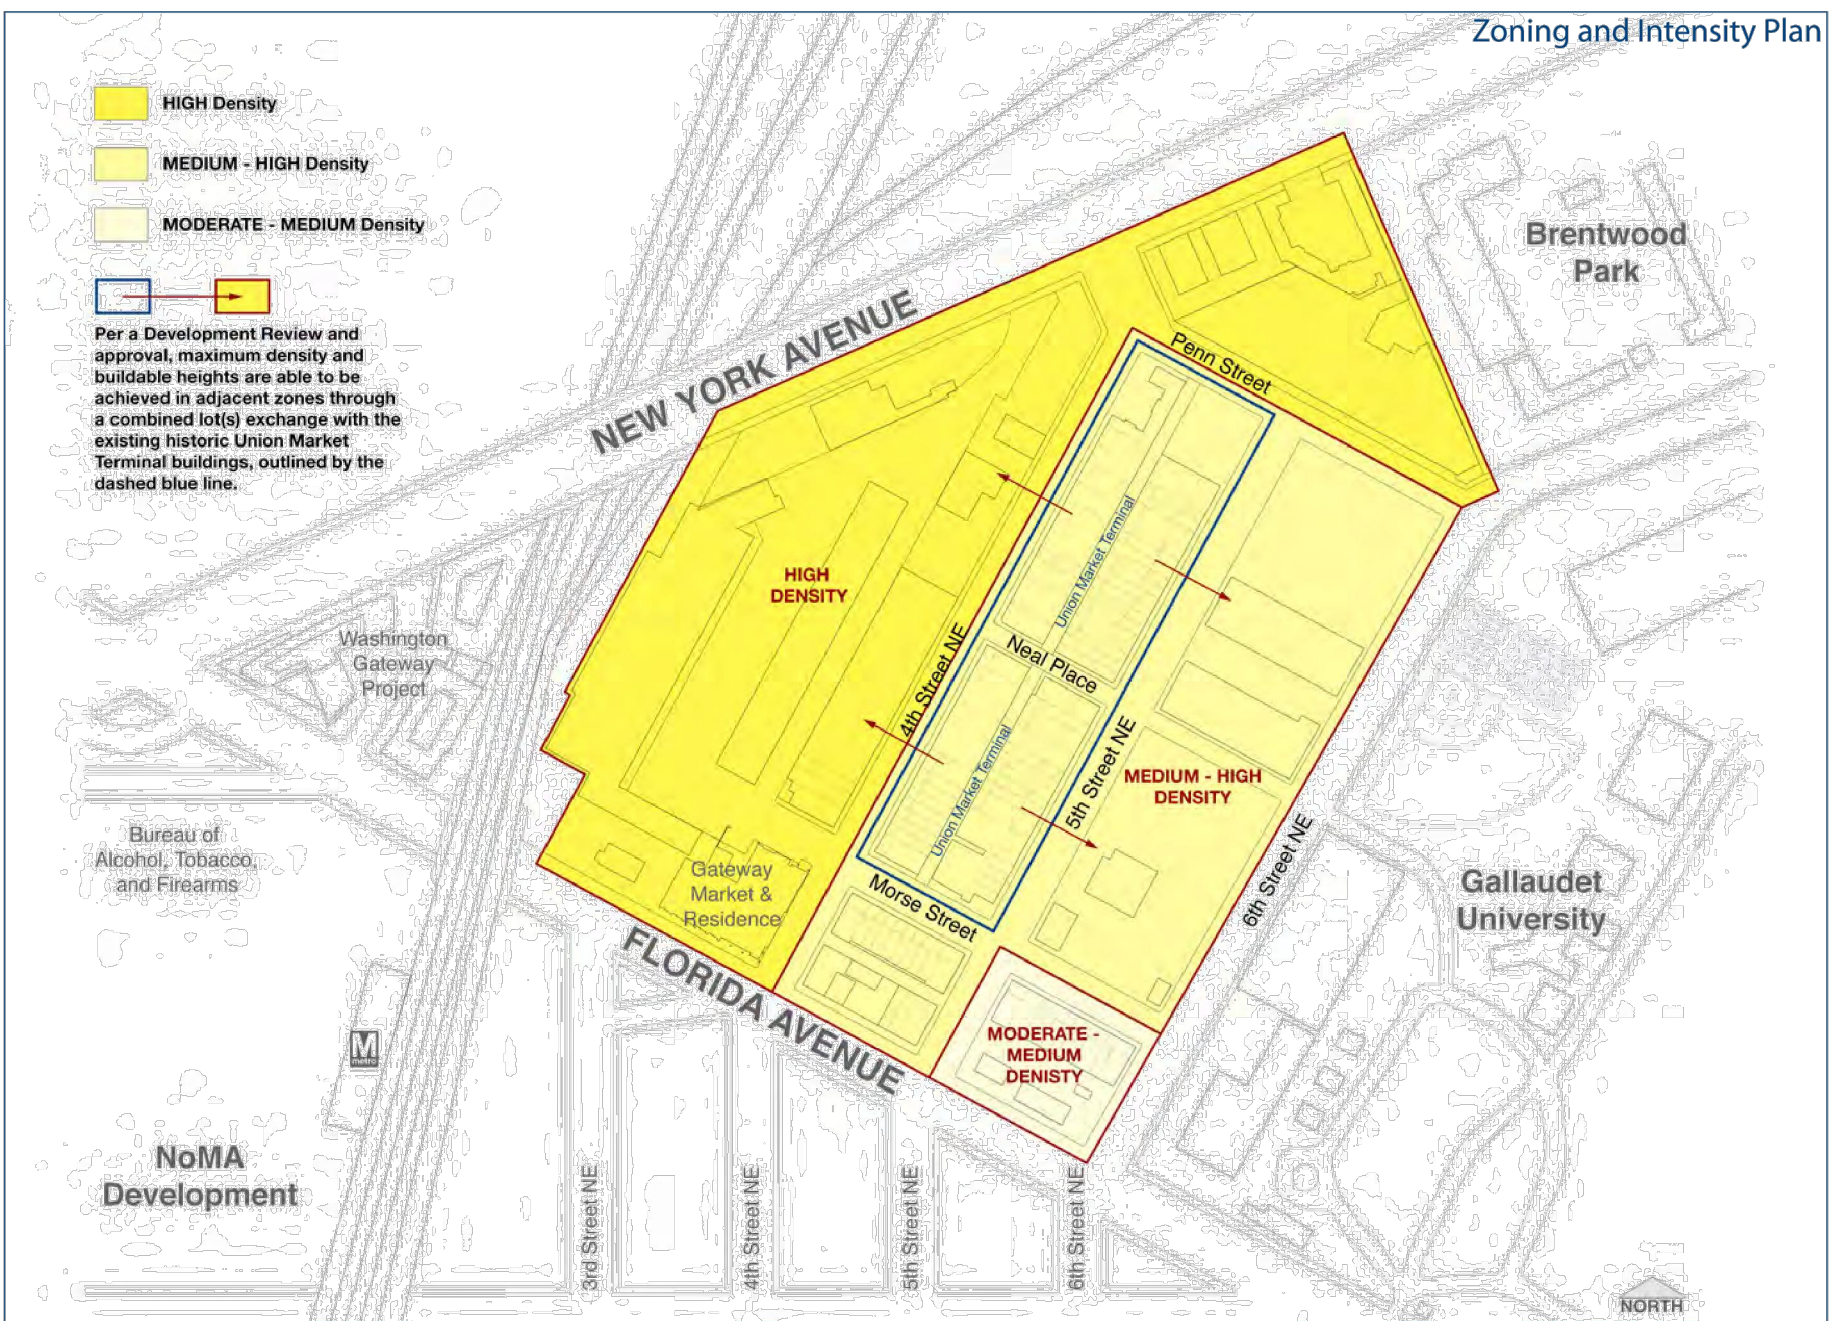 Zoning and Intensity Plan
HIGH Density
MEDIUM - HIGH Density
MODERATE - MEDIUM Density
Per a Development Review and
approval, maximum density and
buildable heights are able to be
achieved in adjacent zones through
a combined lot(s) exchange with the
existing historic Union Market
Terminal buildings, outlined by the
dashed blue line.
Brentwood
Park
NEW YORK AVENUE
Penn Street
Union Market Terminal
HIGH
DENSITY
Washington
Gateway
Project
4th Street NE
Neal Place
Union Market Terminal
5th Street NE
MEDIUM - HIGH
DENSITY
6th Street NE
Bureau of
Alcohol, Tobacco,
and Firearms
Gateway
Market &
Residence
Morse Street
Gallaudet
University
FLORIDA AVENUE
MODERATE -
MEDIUM
DENISTY
M
metro
NoMA
Development
3rd Street NE
4th Street NE
5th Street NE
6th Street NE
NORTH